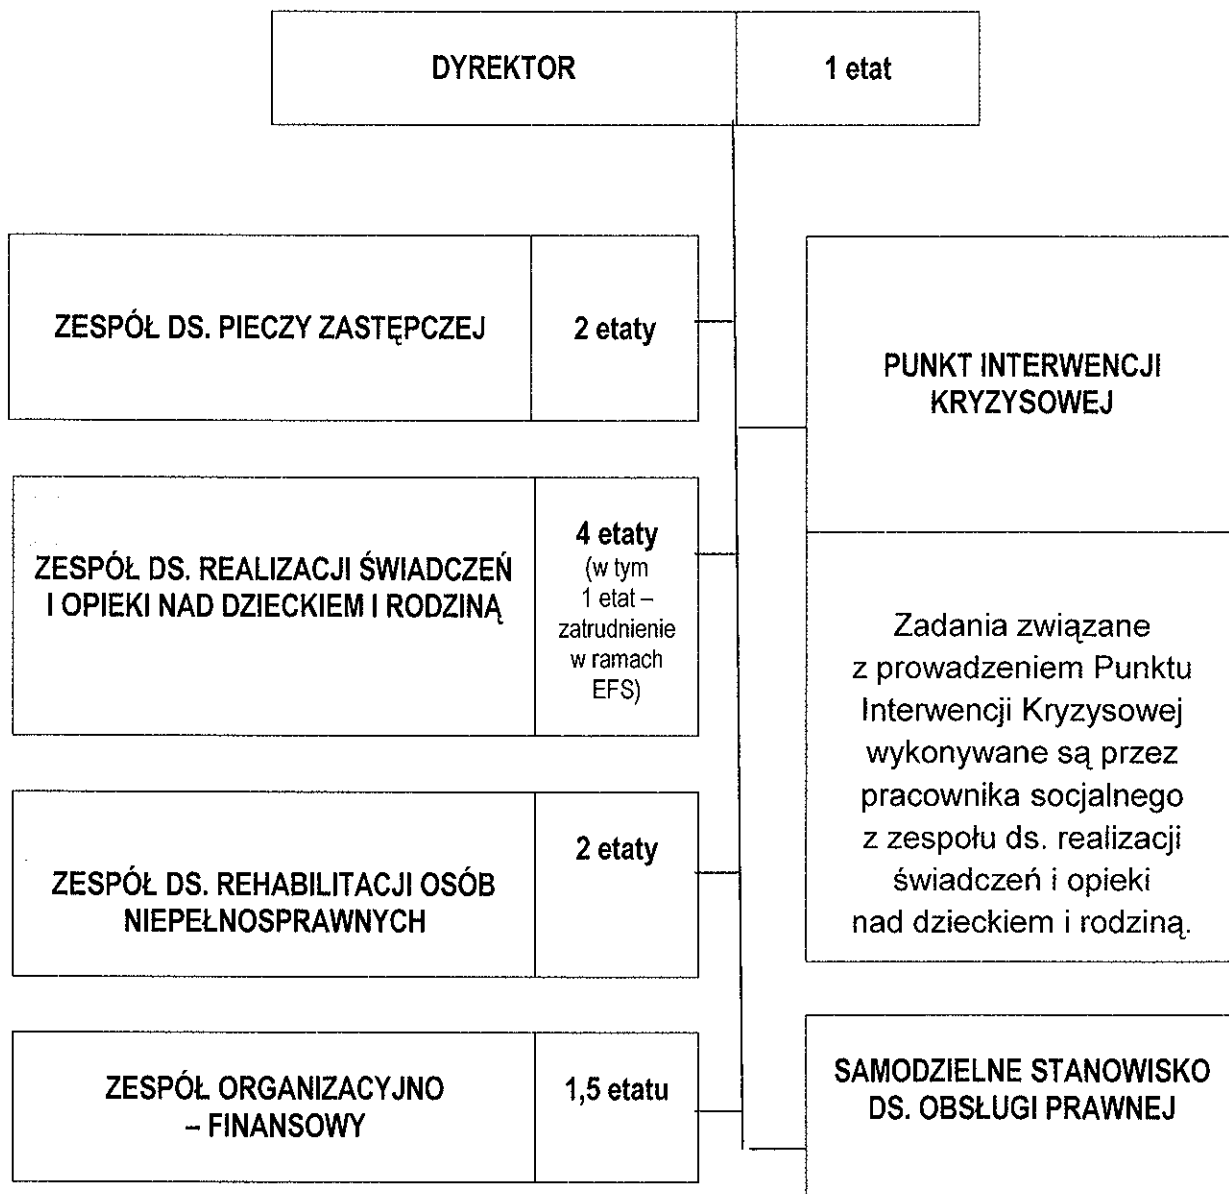 DYREKTOR
1 etat
ZESPÓŁ DS. PIECZY ZASTĘPCZEJ
2 etaty
PUNKT INTERWENCJI
KRYZYSOWEJ
ZESPÓŁ DS. REALIZACJI ŚWIADCZEŃ
I OPIEKI NAD DZIECKIEM I RODZINĄ
4 etaty
(w tym
1 etat –
zatrudnienie
w ramach
EFS)
Zadania związane
z prowadzeniem Punktu
Interwencji Kryzysowej
wykonywane są przez
pracownika socjalnego
z zespołu ds. realizacji
świadczeń i opieki
nad dzieckiem i rodziną.
ZESPÓŁ DS. REHABILITACJI OSÓB
NIEPEŁNOSPRAWNYCH
2 etaty
ZESPÓŁ ORGANIZACYJNO
– FINANSOWY
1,5 etatu
SAMODZIELNE STANOWISKO
DS. OBSŁUGI PRAWNEJ